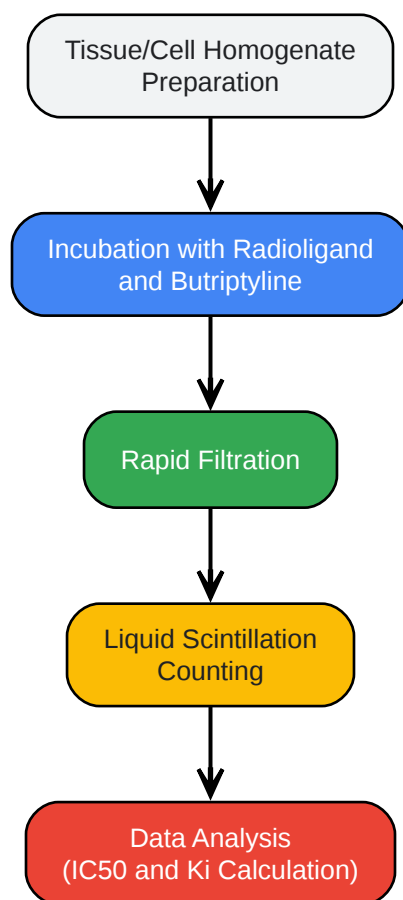 Tissue/Cell Homogenate
Preparation
Incubation with Radioligand
and Butriptyline
Rapid Filtration
Liquid Scintillation
Counting
Data Analysis
(IC50 and Ki Calculation)